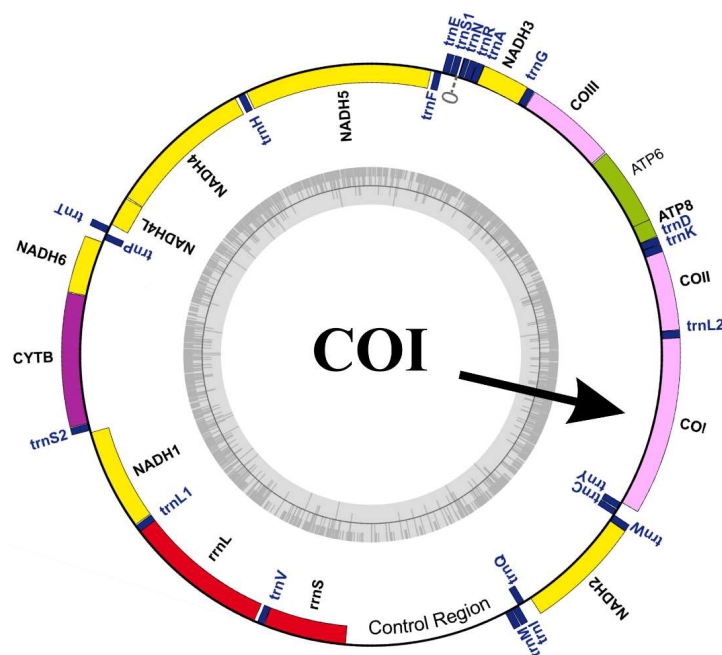 trnE
trnS1
trnN
trnR
trnA
NADH3
trnG
COIII
ATP6
ATP8
trnD
trnK
COII
trnL2
COI
trnY
trnC
trnW
NADH2
trnQ
trnI
trnM
Control Region
rrnS
trnV
rrnL
trnL1
NADH1
trnS2
CYTB
NADH6
trnP
trnT
NADH4L
NADH4
trnH
NADH5
trnF
0
COI